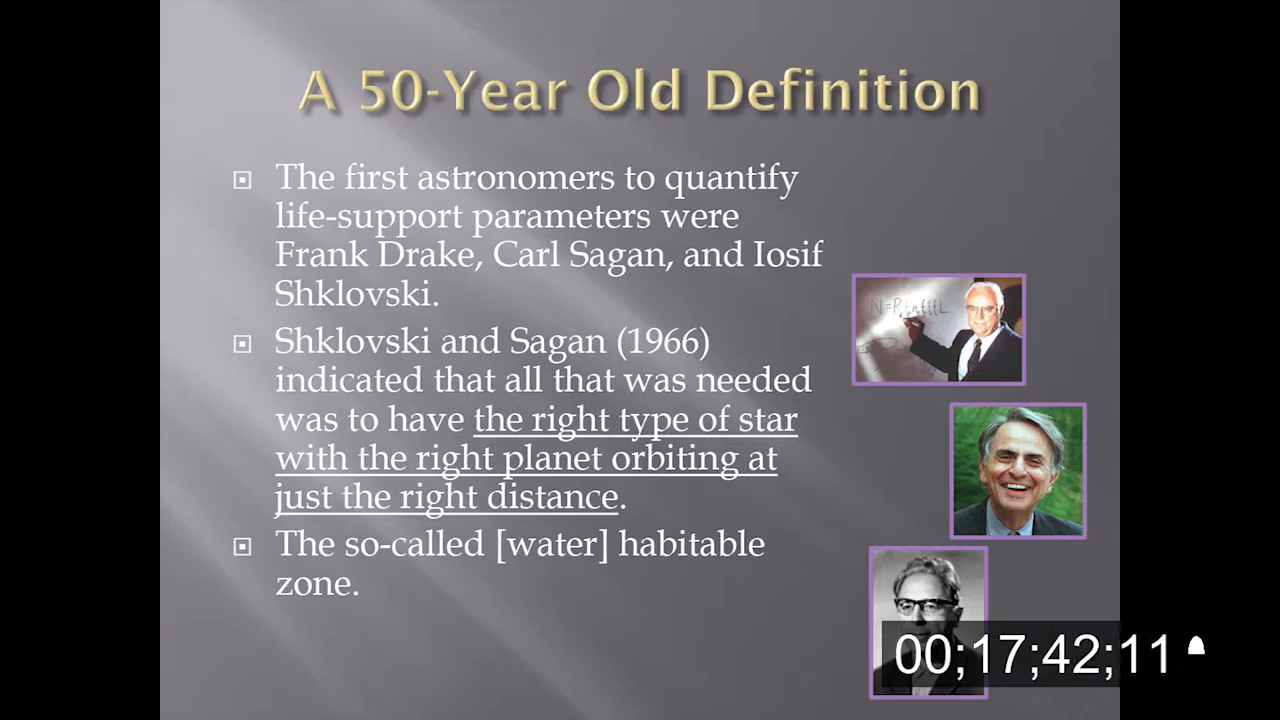 A 50-Year Old Definition
The first astronomers to quantify
life-support parameters were
Frank Drake, Carl Sagan, and Iosif
Shklovski.
Shklovski and Sagan (1966)
indicated that all that was needed
was to have the right type of star
with the right planet orbiting at
just the right distance.
The so-called [water] habitable
zone.
00;17;42;11